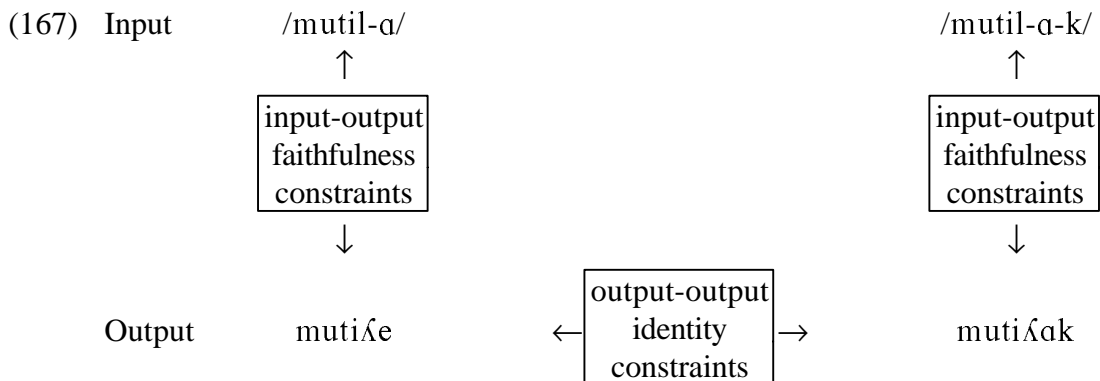 (167) Input /mutil-ɑ/ /mutil-ɑ-k/
↑ ↑
input-output input-output
faithfulness faithfulness
constraints constraints
↓ ↓
output-output
Output mutiʎe ← identity → mutiʎɑk
constraints